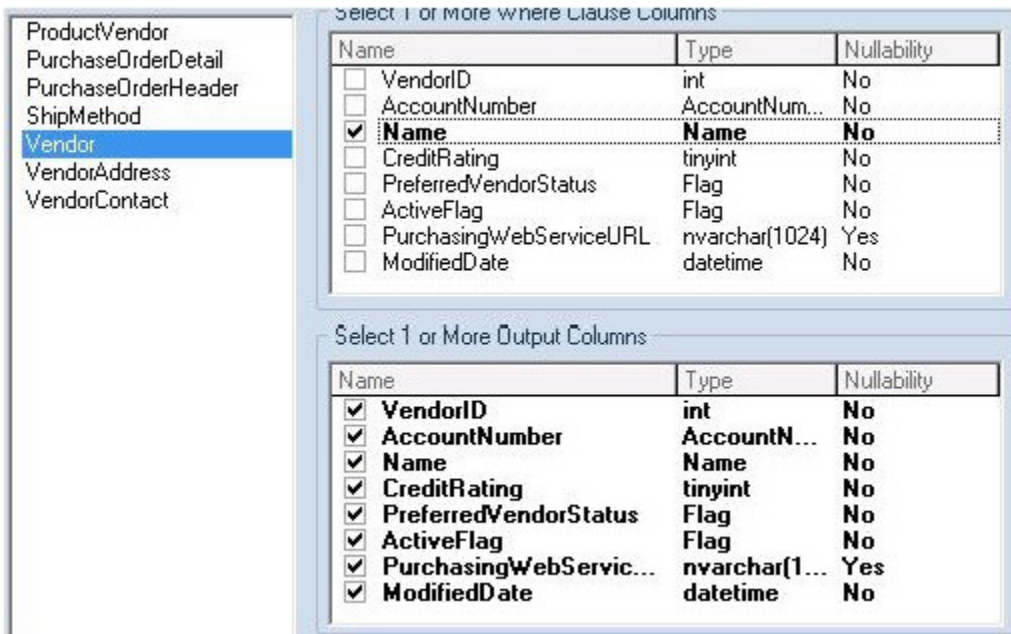 ProductVendor
PurchaseOrderDetail
PurchaseOrderHeader
ShipMethod
Vendor
VendorAddress
VendorContact
Select 1 or More Where Clause Columns
Name Type Nullability
VendorID int No
AccountNumber AccountNum... No
Name Name No
CreditRating tinyint No
PreferredVendorStatus Flag No
ActiveFlag Flag No
PurchasingWebServiceURL nvarchar(1024) Yes
ModifiedDate datetime No
Select 1 or More Output Columns
Name Type Nullability
VendorID int No
AccountNumber AccountN... No
Name Name No
CreditRating tinyint No
PreferredVendorStatus Flag No
ActiveFlag Flag No
PurchasingWebServic... nvarchar(1... Yes
ModifiedDate datetime No